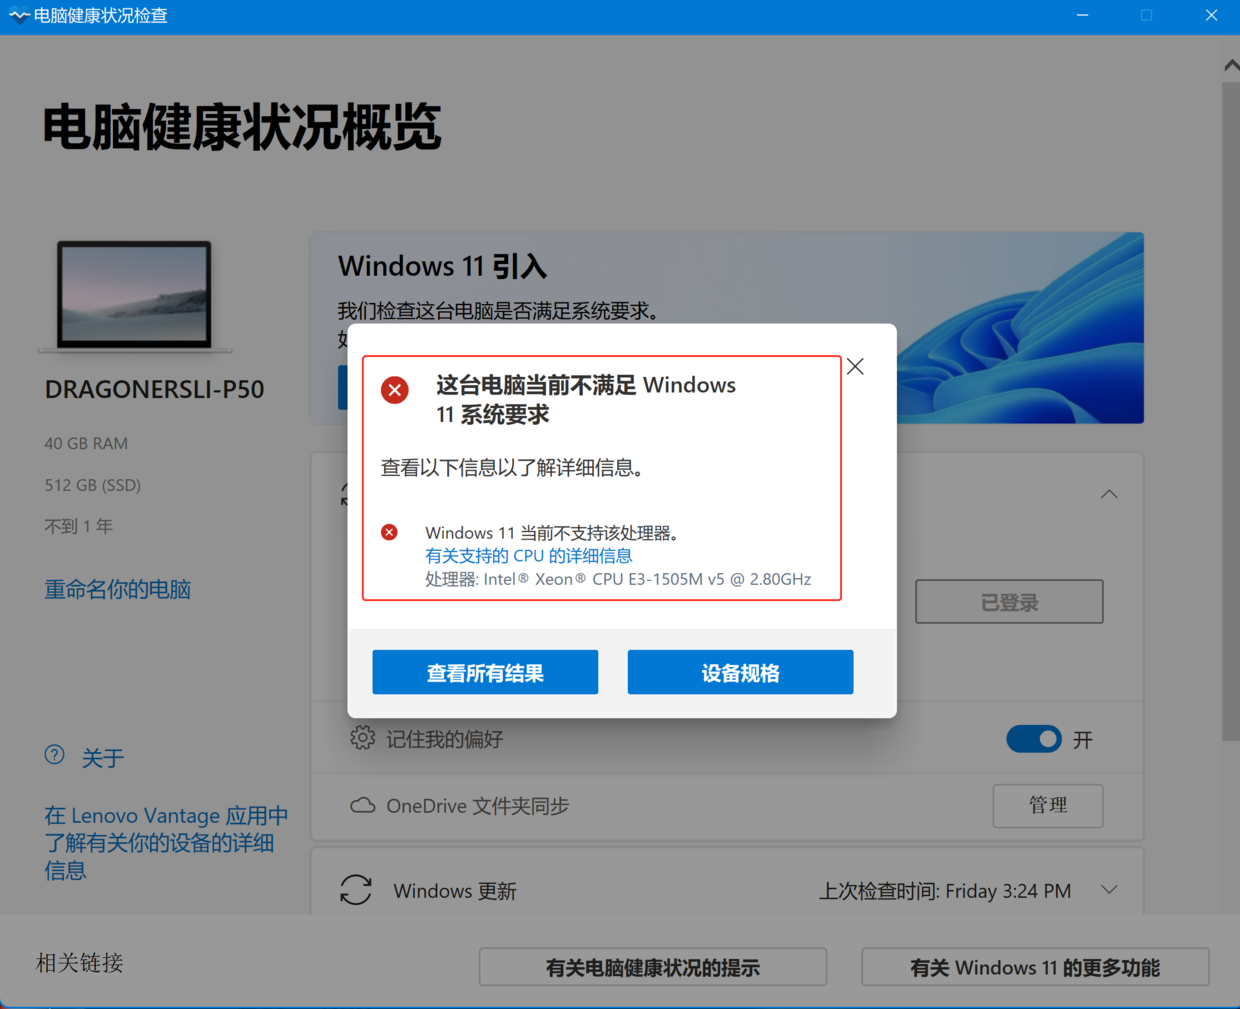 电脑健康状况检查
电脑健康状况概览
DRAGONERSLI-P50
40 GB RAM
512 GB (SSD)
不到 1 年
重命名你的电脑
关于
在 Lenovo Vantage 应用中
了解有关你的设备的详细
信息
Windows 11 引入
我们检查这台电脑是否满足系统要求。
这台电脑当前不满足 Windows
11 系统要求
查看以下信息以了解详细信息。
Windows 11 当前不支持该处理器。
有关支持的 CPU 的详细信息
处理器: Intel® Xeon® CPU E3-1505M v5 @ 2.80GHz
查看所有结果
设备规格
已登录
记住我的偏好
开
OneDrive 文件夹同步
管理
Windows 更新
上次检查时间: Friday 3:24 PM
相关链接
有关电脑健康状况的提示
有关 Windows 11 的更多功能